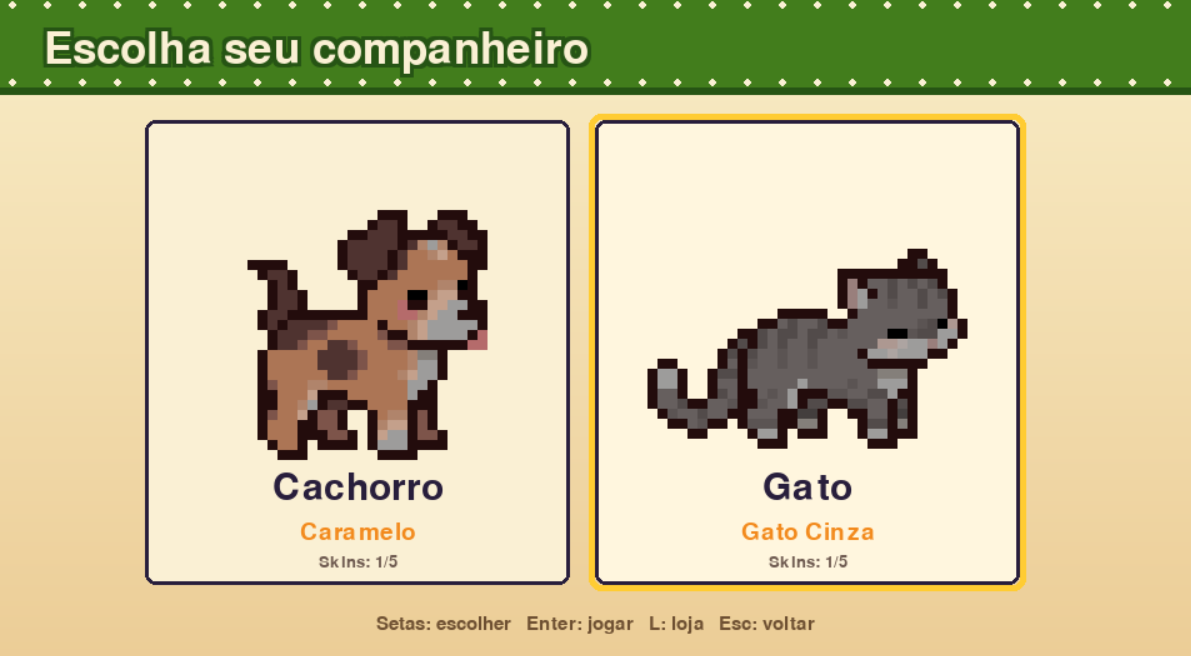 Escolha seu companheiro
Cachorro
Caramelo
Skins: 1/5
Gato
Gato Cinza
Skins: 1/5
Setas: escolher   Enter: jogar   L: loja   Esc: voltar